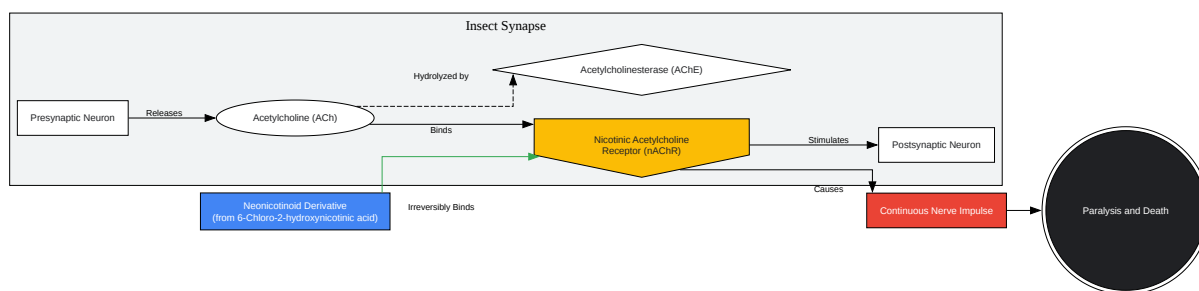 Insect Synapse
Acetylcholinesterase (AChE)
Hydrolyzed by
Presynaptic Neuron
Releases
Acetylcholine (ACh)
Binds
Nicotinic Acetylcholine
Receptor (nAChR)
Stimulates
Postsynaptic Neuron
Causes
Neonicotinoid Derivative
(from 6-Chloro-2-hydroxynicotinic acid)
Irreversibly Binds
Continuous Nerve Impulse
Paralysis and Death